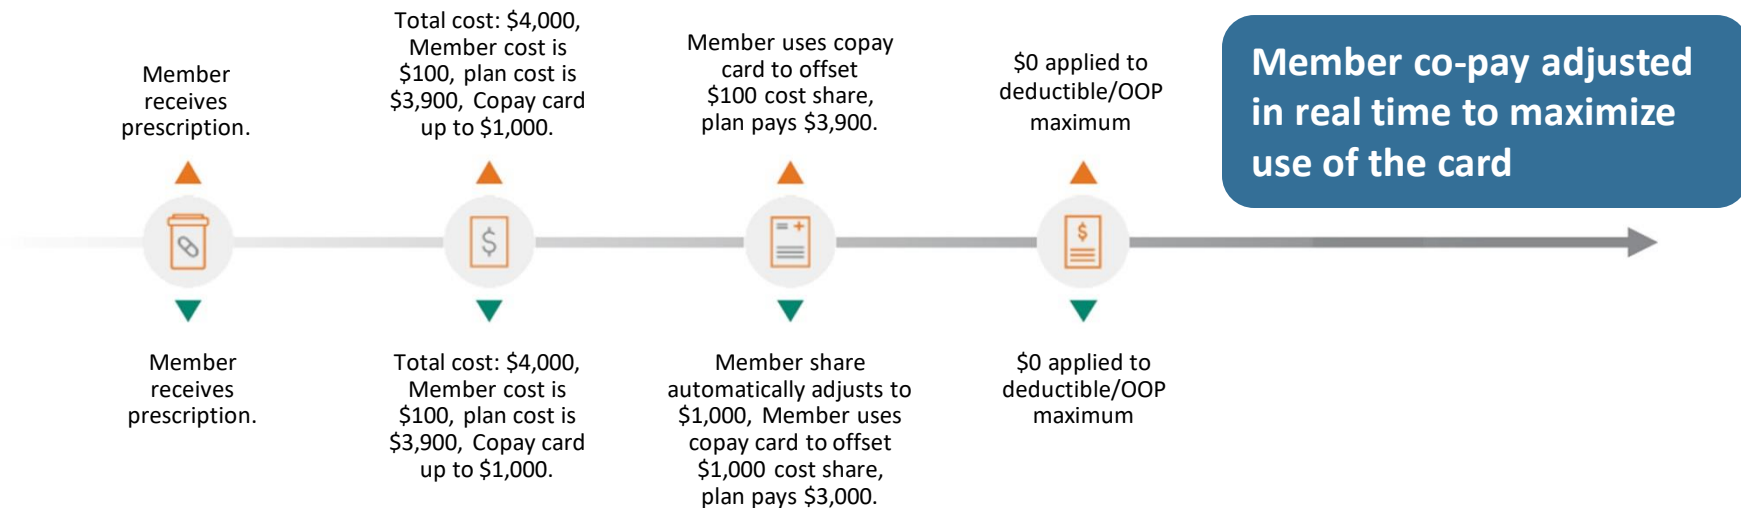 Member
receives
prescription.
Total cost: $4,000,
Member cost is
$100, plan cost is
$3,900, Copay card
up to $1,000.
Member uses copay
card to offset
$100 cost share,
plan pays $3,900.
$0 applied to
deductible/OOP
maximum
Member co-pay adjusted
in real time to maximize
use of the card
$
$
Member
receives
prescription.
Total cost: $4,000,
Member cost is
$100, plan cost is
$3,900, Copay card
up to $1,000.
Member share
automatically adjusts to
$1,000, Member uses
copay card to offset
$1,000 cost share,
plan pays $3,000.
$0 applied to
deductible/OOP
maximum